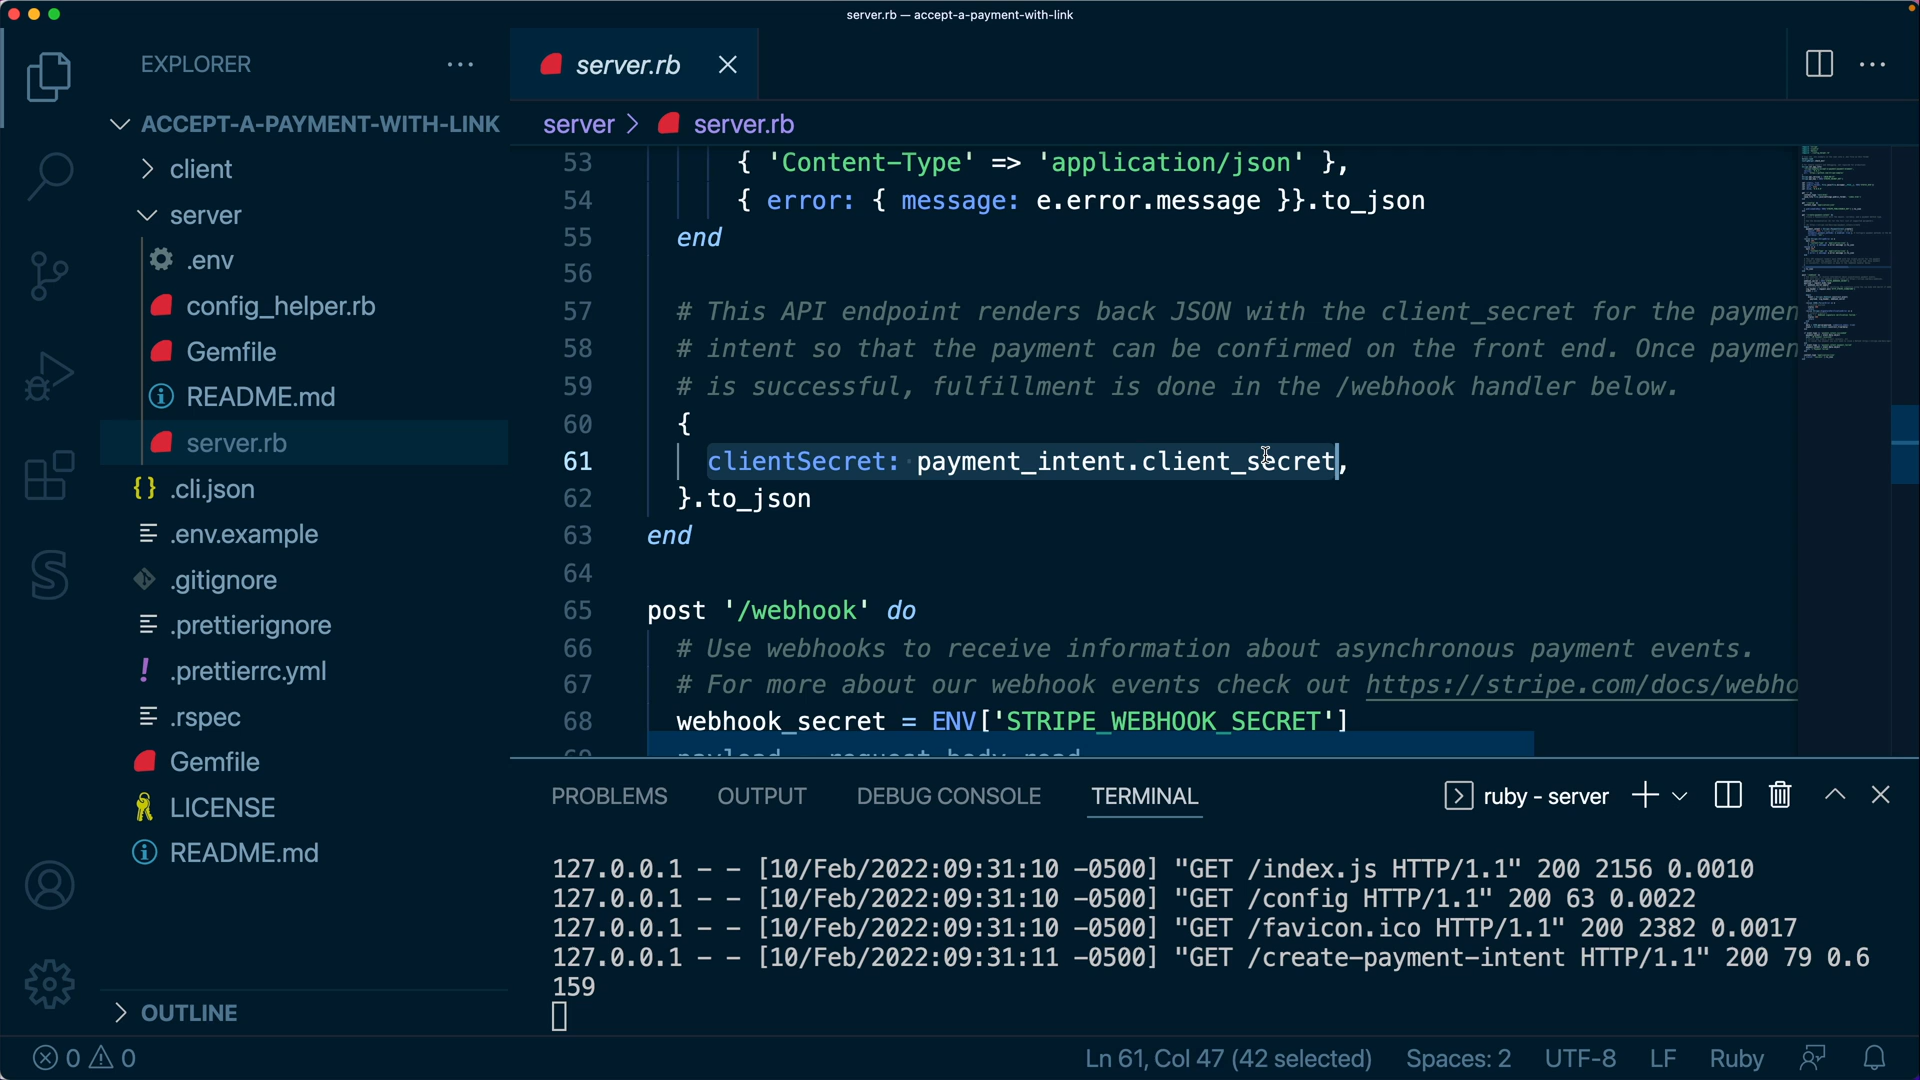 server.rb — accept-a-payment-with-link
EXPLORER
ACCEPT-A-PAYMENT-WITH-LINK
client
server
.env
config_helper.rb
Gemfile
README.md
server.rb
.cli.json
.env.example
.gitignore
.prettierignore
.prettierrc.yml
.rspec
Gemfile
LICENSE
README.md
OUTLINE
server.rb
server > server.rb
53 { 'Content-Type' => 'application/json' },
54 { error: { message: e.error.message }}.to_json
55 end
56
57 # This API endpoint renders back JSON with the client_secret for the paymen
58 # intent so that the payment can be confirmed on the front end. Once paymen
59 # is successful, fulfillment is done in the /webhook handler below.
60 {
61 clientSecret: payment_intent.client_secret,
62 }.to_json
63 end
64
65 post '/webhook' do
66 # Use webhooks to receive information about asynchronous payment events.
67 # For more about our webhook events check out https://stripe.com/docs/webho
68 webhook_secret = ENV['STRIPE_WEBHOOK_SECRET']
PROBLEMS OUTPUT DEBUG CONSOLE TERMINAL ruby - server
127.0.0.1 - - [10/Feb/2022:09:31:10 -0500] "GET /index.js HTTP/1.1" 200 2156 0.0010
127.0.0.1 - - [10/Feb/2022:09:31:10 -0500] "GET /config HTTP/1.1" 200 63 0.0022
127.0.0.1 - - [10/Feb/2022:09:31:10 -0500] "GET /favicon.ico HTTP/1.1" 200 2382 0.0017
127.0.0.1 - - [10/Feb/2022:09:31:11 -0500] "GET /create-payment-intent HTTP/1.1" 200 79 0.6
159
0 0 Ln 61, Col 47 (42 selected) Spaces: 2 UTF-8 LF Ruby